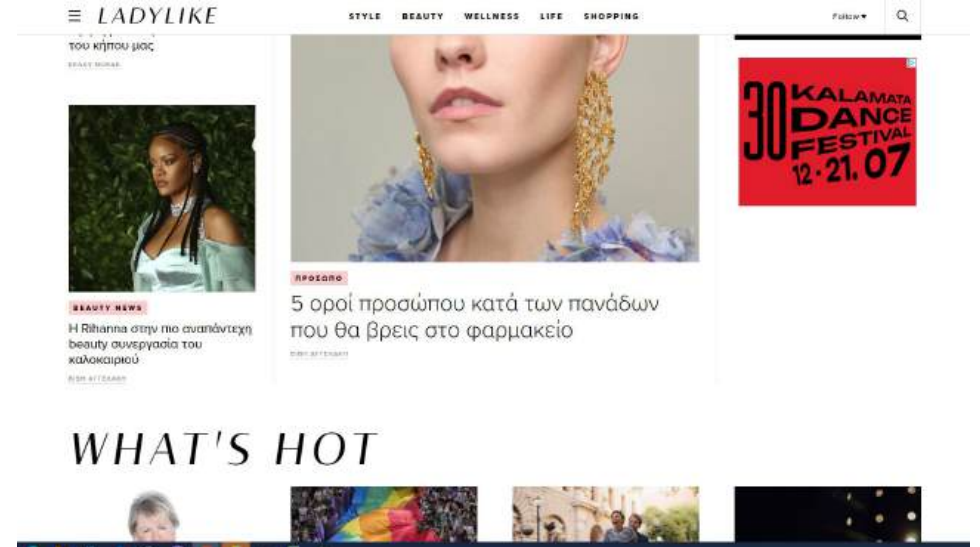 LADYLIKE
STYLE BEAUTY WELLNESS LIFE SHOPPING
Follow
του κήπου μας
BEAUTY NEWS
Η Rihanna στην πιο αναπάντεχη
beauty συνεργασία του
καλοκαιριού
ΠΡΟΣΩΠΟ
5 οροί προσώπου κατά των πανάδων
που θα βρεις στο φαρμακείο
30 KALAMATA
DANCE
FESTIVAL
12·21.07
WHAT'S HOT